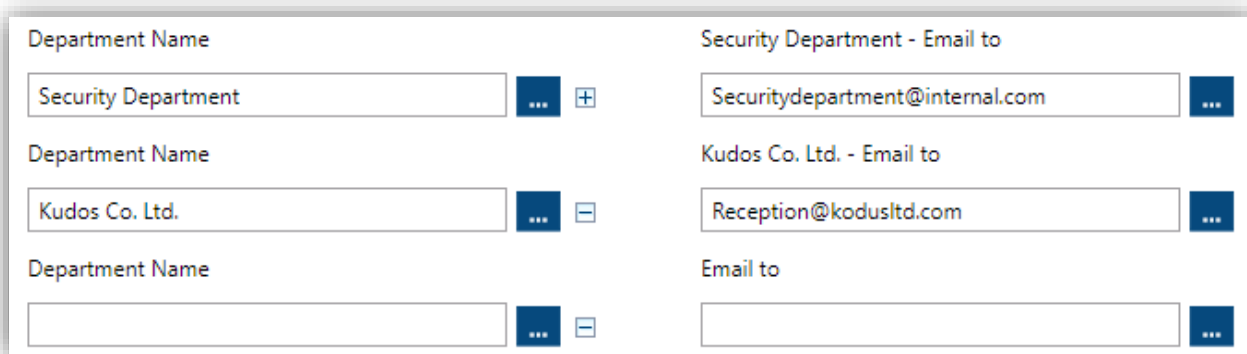 Department Name Security Department - Email to
Security Department ... Securitydepartment@internal.com ...
Department Name Kudos Co. Ltd. - Email to
Kudos Co. Ltd. ... Reception@kodusltd.com ...
Department Name Email to
... ...